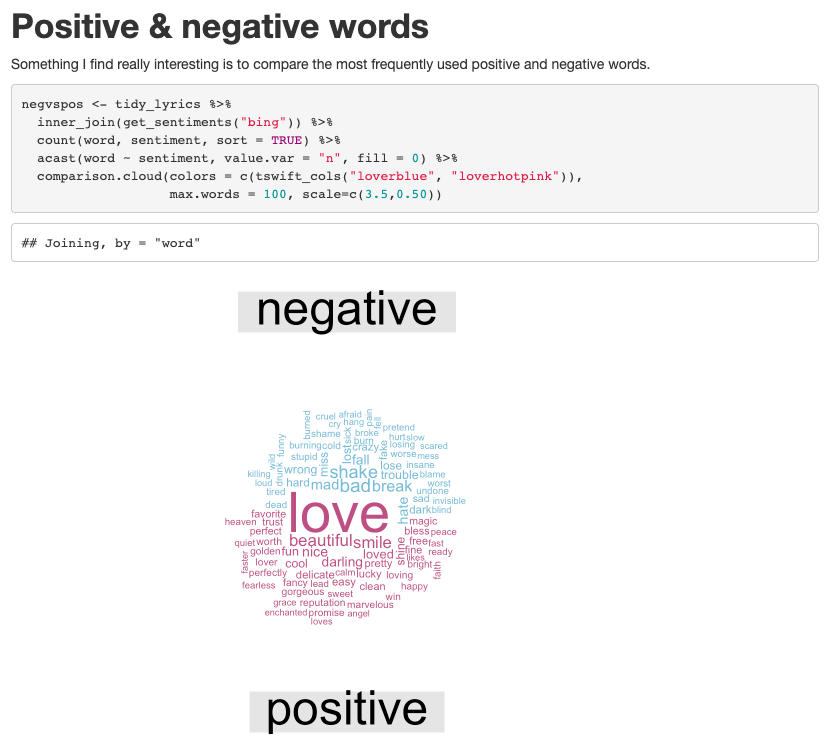 Positive & negative words
Something I find really interesting is to compare the most frequently used positive and negative words.
negvspos <- tidy_lyrics %>%
  inner_join(get_sentiments("bing")) %>%
  count(word, sentiment, sort = TRUE) %>%
  acast(word ~ sentiment, value.var = "n", fill = 0) %>%
  comparison.cloud(colors = c(tswift_cols("loverblue", "loverhotpink")),
                   max.words = 100, scale=c(3.5,0.50))
## Joining, by = "word"
negative
burned cruel afraid pain
cry hang fell
shame sick broke pretend
funny burn hurt slow
burning cold lost crazy fake losing scared
stupid miss fall worse mess
wild wrong shake lose insane
killing drunk trouble blame
loud hard mad bad break worst
tired undone
dead hate sad invisible
dark blind
love
favorite magic
heaven trust bless peace
perfect
quiet worth beautiful smile shine free fast
golden fun nice loved fine ready
faster lover cool darling pretty likes bright faith
perfectly delicate calm lucky loving
fearless fancy lead easy clean happy
gorgeous sweet win
grace reputation marvelous
enchanted promise angel
loves
positive